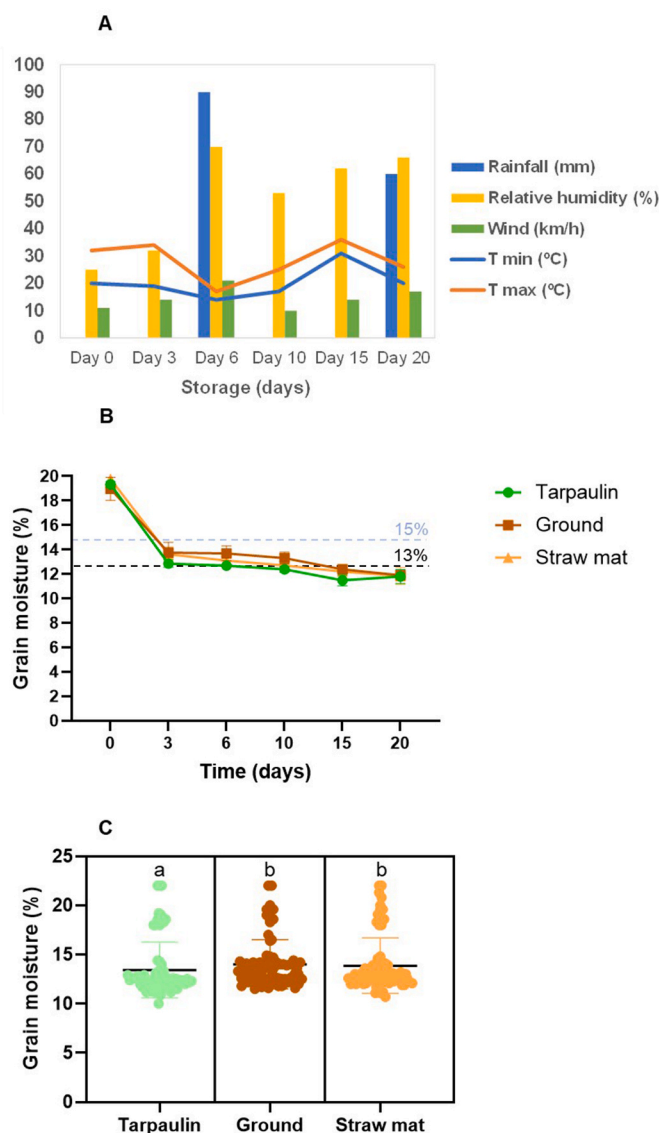 A
100
90
80
70
60
50
40
30
20
10
0
Day 0 Day 3 Day 6 Day 10 Day 15 Day 20
Storage (days)
Rainfall (mm)
Relative humidity (%)
Wind (km/h)
T min (ºC)
T max (ºC)
B
Grain moisture (%)
20
18
16
14
12
10
8
6
4
2
0
15%
13%
0 3 6 10 15 20
Time (days)
Tarpaulin
Ground
Straw mat
C
Grain moisture (%)
25
20
15
10
5
0
a b b
Tarpaulin Ground Straw mat